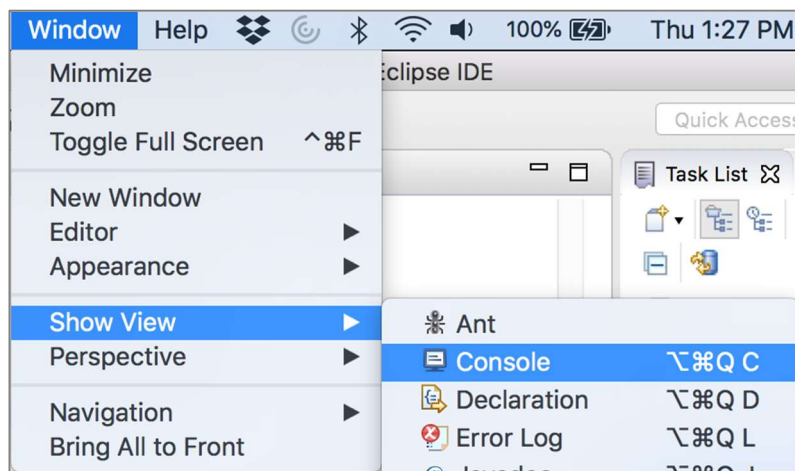 Window Help 100% Thu 1:27 PM
Eclipse IDE
Minimize
Zoom
Toggle Full Screen ^⌘F
New Window
Editor
Appearance
Show View
Perspective
Navigation
Bring All to Front
Quick Access
Task List
Ant
Console ⌥⌘Q C
Declaration ⌥⌘Q D
Error Log ⌥⌘Q L